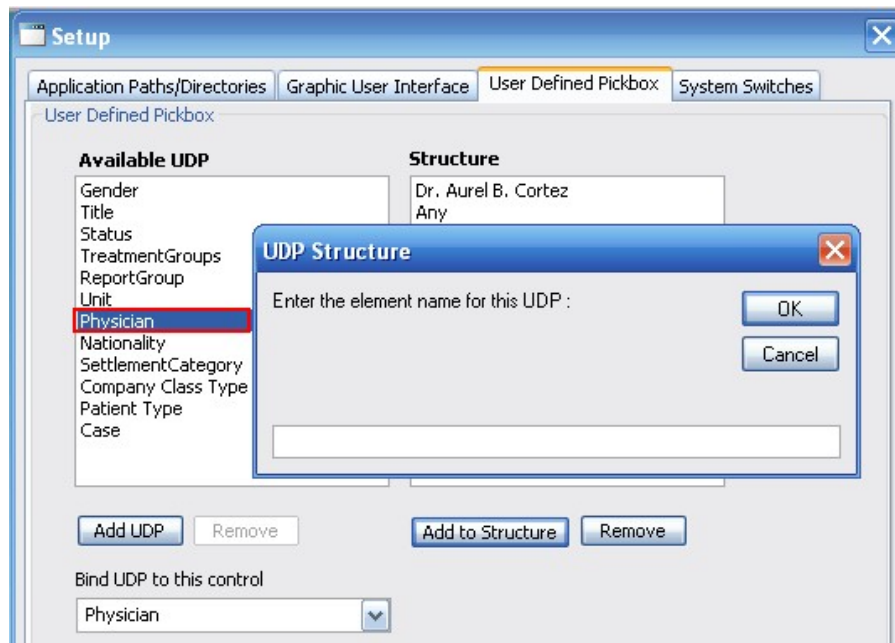 Setup
Application Paths/Directories Graphic User Interface User Defined Pickbox System Switches
User Defined Pickbox
Available UDP
Structure
Gender
Title
Status
TreatmentGroups
ReportGroup
Unit
Physician
Nationality
SettlementCategory
Company Class Type
Patient Type
Case
Dr. Aurel B. Cortez
Any
UDP Structure
Enter the element name for this UDP :
OK
Cancel
Add UDP Remove
Add to Structure Remove
Bind UDP to this control
Physician